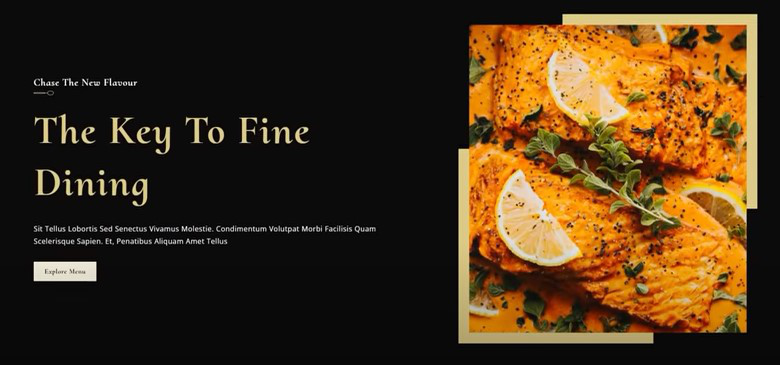 Chase The New Flavour
The Key To Fine
Dining
Sit Tellus Lobortis Sed Senectus Vivamus Molestie. Condimentum Volutpat Morbi Facilisis Quam
Scelerisque Sapien. Et, Penatibus Aliquam Amet Tellus
Explore Menu